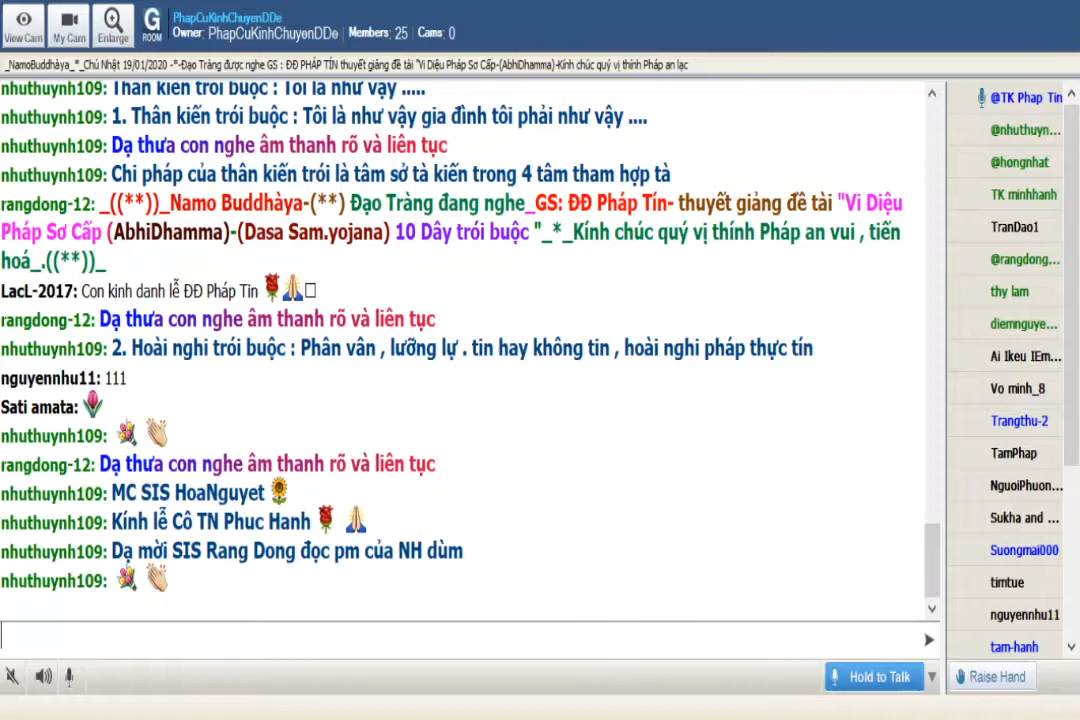 PhapCuKinhChuyenDDe
Owner: PhapCuKinhChuyenDDe Members: 25 Cams: 0
View Cam My Cam Enlarge G ROOM
_NamoBuddhàya_*_Chủ Nhật 19/01/2020 -*-Đạo Tràng được nghe GS : ĐĐ PHÁP TÍN thuyết giảng đề tài "Vi Diệu Pháp Sơ Cấp-(AbhiDhamma)-Kính chúc quý vị thính Pháp an lạc
nhuthuynh109: Thân kiến trói buộc : Tôi là như vậy .....
nhuthuynh109: 1. Thân kiến trói buộc : Tôi là như vậy gia đình tôi phải như vậy ....
nhuthuynh109: Dạ thưa con nghe âm thanh rõ và liên tục
nhuthuynh109: Chi pháp của thân kiến trói là tâm sở tà kiến trong 4 tâm tham hợp tà
rangdong-12: _((**))_Namo Buddhàya-(**) Đạo Tràng đang nghe_GS: ĐĐ Pháp Tín- thuyết giảng đề tài "Vi Diệu
Pháp Sơ Cấp (AbhiDhamma)-(Dasa Sam.yojana) 10 Dây trói buộc "_*_Kính chúc quý vị thính Pháp an vui , tiến
hoá_.((**))_
LacL-2017: Con kinh danh lễ ĐĐ Pháp Tin 🌹🙏□
rangdong-12: Dạ thưa con nghe âm thanh rõ và liên tục
nhuthuynh109: 2. Hoài nghi trói buộc : Phân vân , lưỡng lự . tin hay không tin , hoài nghi pháp thực tín
nguyennhu11: 111
Sati amata: 🌷
nhuthuynh109: 💐 👏
rangdong-12: Dạ thưa con nghe âm thanh rõ và liên tục
nhuthuynh109: MC SIS HoaNguyet 🌻
nhuthuynh109: Kính lễ Cô TN Phuc Hanh 🌹 🙏
nhuthuynh109: Dạ mời SIS Rang Dong đọc pm của NH dùm
nhuthuynh109: 💐 👏
@TK Phap Tin
@nhuthuyn...
@hongnhat
TK minhhanh
TranDao1
@rangdong...
thy lam
diemnguye...
Ai Ikeu IEm...
Vo minh_8
Trangthu-2
TamPhap
NguoiPhuon...
Sukha and ...
Suongmai000
timtue
nguyennhu11
tam-hanh
Hold to Talk
Raise Hand